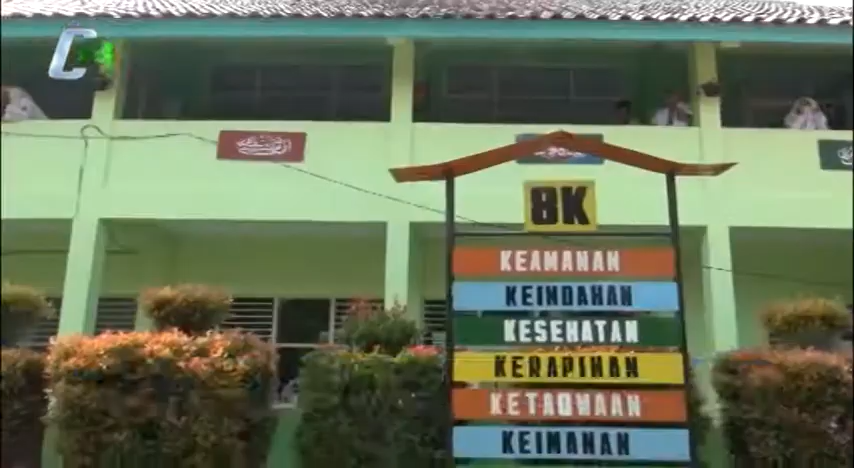 8K
KEAMANAN
KEINDAHAN
KESEHATAN
KERAPIHAN
KETAQWAAN
KEIMANAN